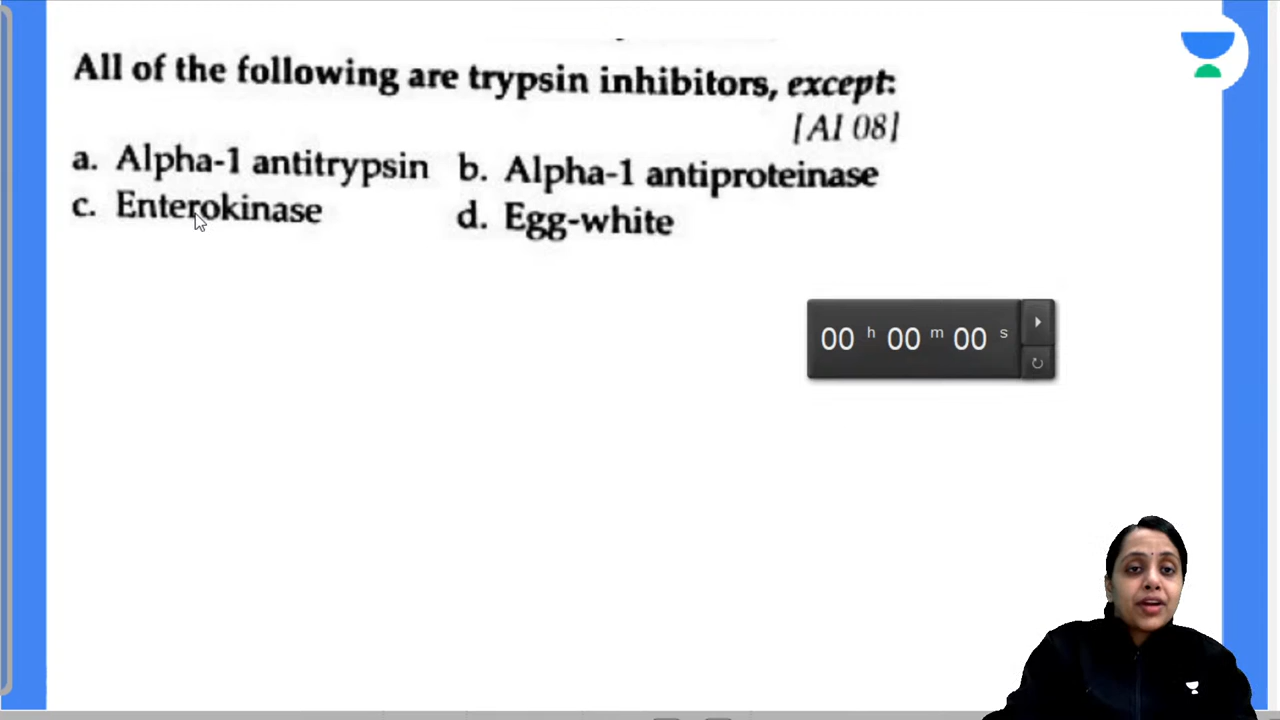 All of the following are trypsin inhibitors, except:
[AI 08]
a. Alpha-1 antitrypsin b. Alpha-1 antiproteinase
c. Enterokinase d. Egg-white
00 h 00 m 00 s